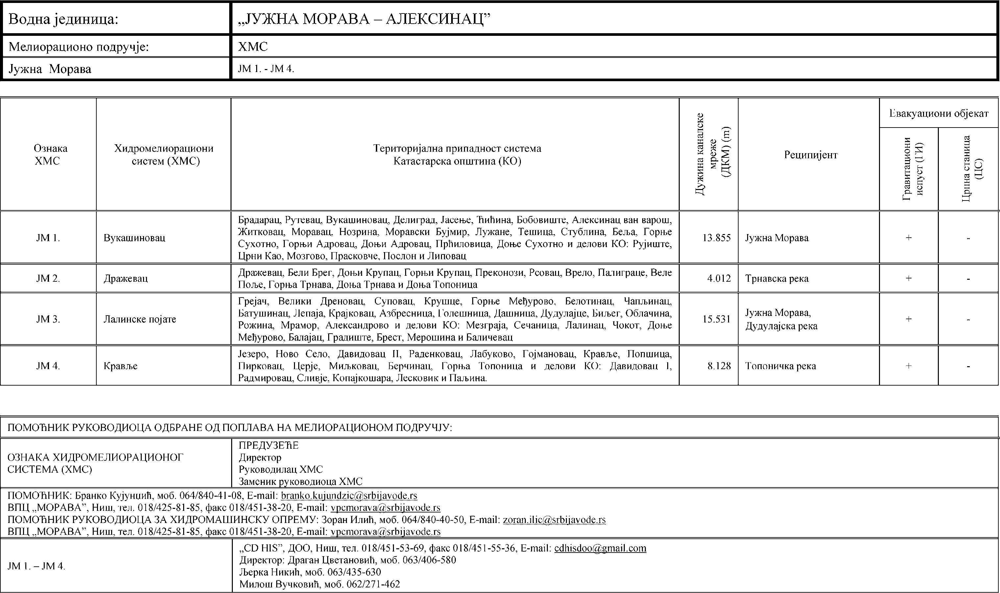 Водна јединица:
„ЈУЖНА МОРАВА – АЛЕКСИНАЦ”
Мелиорационо подручје:
ХМС
Јужна Морава
ЈМ 1. - ЈМ 4.
Ознака
ХМС
Хидромелиорациони
систем (ХМС)
Територијална припадност система
Катастарска општина (КО)
Дужина каналске
мреже
(ДКМ) (m)
Реципијент
Евакуациони објекат
Гравитациони
испуст (ГИ)
Црпна станица
(ЦС)
ЈМ 1.
Вукашиновац
Брадарац, Рутевац, Вукашиновац, Делиград, Јасење, Ћићина, Бобовиште, Алексинац ван варош,
Житковац, Моравац, Нозрина, Моравски Бујмир, Лужане, Тешица, Стублина, Беља, Горње
Сухотно, Горњи Адровац, Доњи Адровац, Прћиловица, Доње Сухотно и делови КО: Рујиште,
Црни Као, Мозгово, Прасковче, Послон и Липовац
13.855
Јужна Морава
+
-
ЈМ 2.
Дражевац
Дражевац, Бели Брег, Доњи Крупац, Горњи Крупац, Преконози, Рсовац, Врело, Палиграце, Веле
Поље, Горња Трнава, Доња Трнава и Доња Топоница
4.012
Трнавска река
+
-
ЈМ 3.
Лалинске појате
Грејач, Велики Дреновац, Суповац, Крушце, Горње Међурово, Белотинац, Чапљинац,
Батушинац, Лепаја, Крајковац, Азбресница, Голешница, Дашница, Дудулајце, Биљег, Облачина,
Рожина, Мрамор, Александрово и делови КО: Мезграја, Сечаница, Лалинац, Чокот, Доње
Међурово, Балајац, Градиште, Брест, Мерошина и Баличевац
15.531
Јужна Морава,
Дудулајска река
+
-
ЈМ 4.
Кравље
Језеро, Ново Село, Давидовац II, Раденковац, Лабуково, Гојмановац, Кравље, Попшица,
Пирковац, Церје, Миљковац, Берчинац, Горња Топоница и делови КО: Давидовац I,
Радмировац, Сливје, Копајкошара, Лесковик и Паљина.
8.128
Топоничка река
+
-
ПОМОЋНИК РУКОВОДИОЦА ОДБРАНЕ ОД ПОПЛАВА НА МЕЛИОРАЦИОНОМ ПОДРУЧЈУ:
ОЗНАКА ХИДРОМЕЛИОРАЦИОНОГ
СИСТЕМА (ХМС)
ПРЕДУЗЕЋЕ
Директор
Руководилац ХМС
Заменик руководиоца ХМС
ПОМОЋНИК: Бранко Кујунџић, моб. 064/840-41-08, E-mail: branko.kujundzic@srbijavode.rs
ВПЦ „МОРАВА”, Ниш, тел. 018/425-81-85, факс 018/451-38-20, E-mail: vpcmorava@srbijavode.rs
ПОМОЋНИК РУКОВОДИОЦА ЗА ХИДРОМАШИНСКУ ОПРЕМУ: Зоран Илић, моб. 064/840-40-50, E-mail: zoran.ilic@srbijavode.rs
ВПЦ „МОРАВА”, Ниш, тел. 018/425-81-85, факс 018/451-38-20, E-mail: vpcmorava@srbijavode.rs
ЈМ 1. – ЈМ 4.
„CD HIS”, ДОО, Ниш, тел. 018/451-53-69, факс 018/451-55-36, E-mail: cdhisdoo@gmail.com
Директор: Драган Цветановић, моб. 063/406-580
Љерка Никић, моб. 063/435-630
Милош Вучковић, моб. 062/271-462